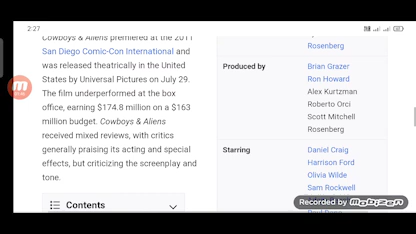 2:27
Cowboys & Aliens premiered at the 2011
San Diego Comic-Con International and
was released theatrically in the United
States by Universal Pictures on July 29.
The film underperformed at the box
office, earning $174.8 million on a $163
million budget. Cowboys & Aliens
received mixed reviews, with critics
generally praising its acting and special
effects, but criticizing the screenplay and
tone.
Contents
Rosenberg
Produced by
Brian Grazer
Ron Howard
Alex Kurtzman
Roberto Orci
Scott Mitchell
Rosenberg
Starring
Daniel Craig
Harrison Ford
Olivia Wilde
Sam Rockwell
Recorded by Mobizen